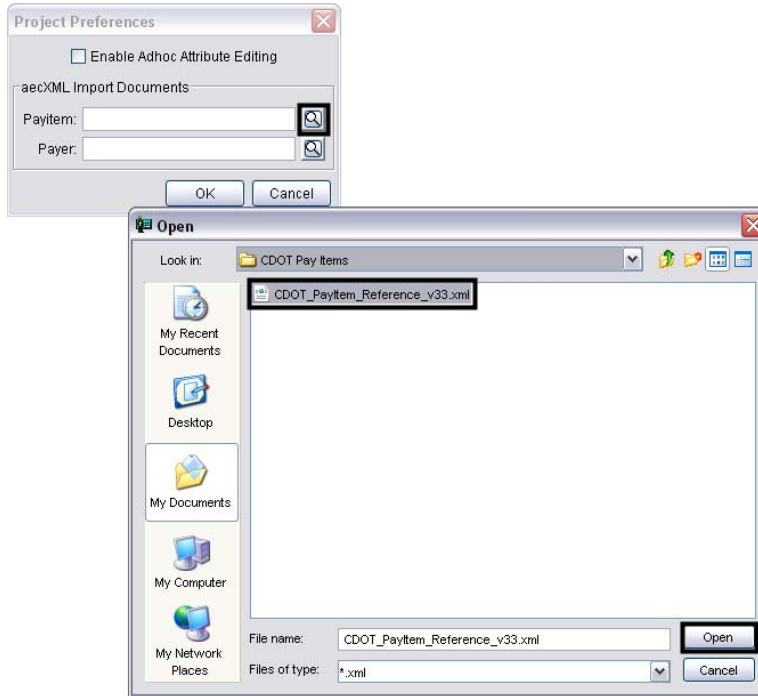 Project Preferences
Enable Adhoc Attribute Editing
aecXML Import Documents
Payitem:
Payer:
OK Cancel
Open
Look in: CDOT Pay Items
CDOT_PayItem_Reference_v33.xml
My Recent
Documents
Desktop
My Documents
My Computer
My Network
Places
File name: CDOT_PayItem_Reference_v33.xml Open
Files of type: *.xml Cancel